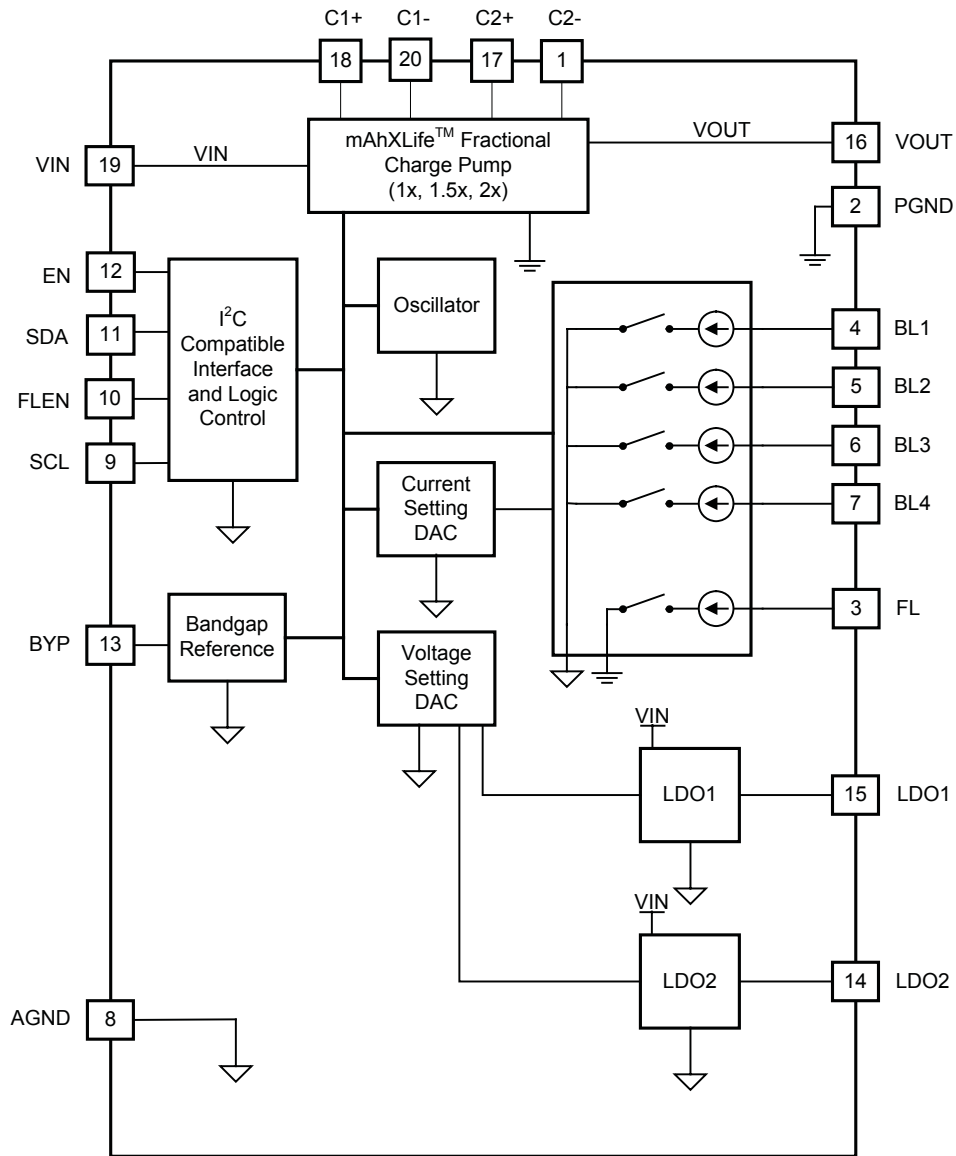 C1+ C1- C2+ C2-
18 20 17 1
mAhXLife™ Fractional
Charge Pump
(1x, 1.5x, 2x)
VIN 19 VIN
VOUT 16 VOUT
2 PGND
EN 12
SDA 11
FLEN 10
SCL 9
I²C
Compatible
Interface
and Logic
Control
Oscillator
4 BL1
5 BL2
6 BL3
7 BL4
3 FL
Current
Setting
DAC
BYP 13
Bandgap
Reference
Voltage
Setting
DAC
VIN
LDO1
15 LDO1
VIN
LDO2
14 LDO2
AGND 8